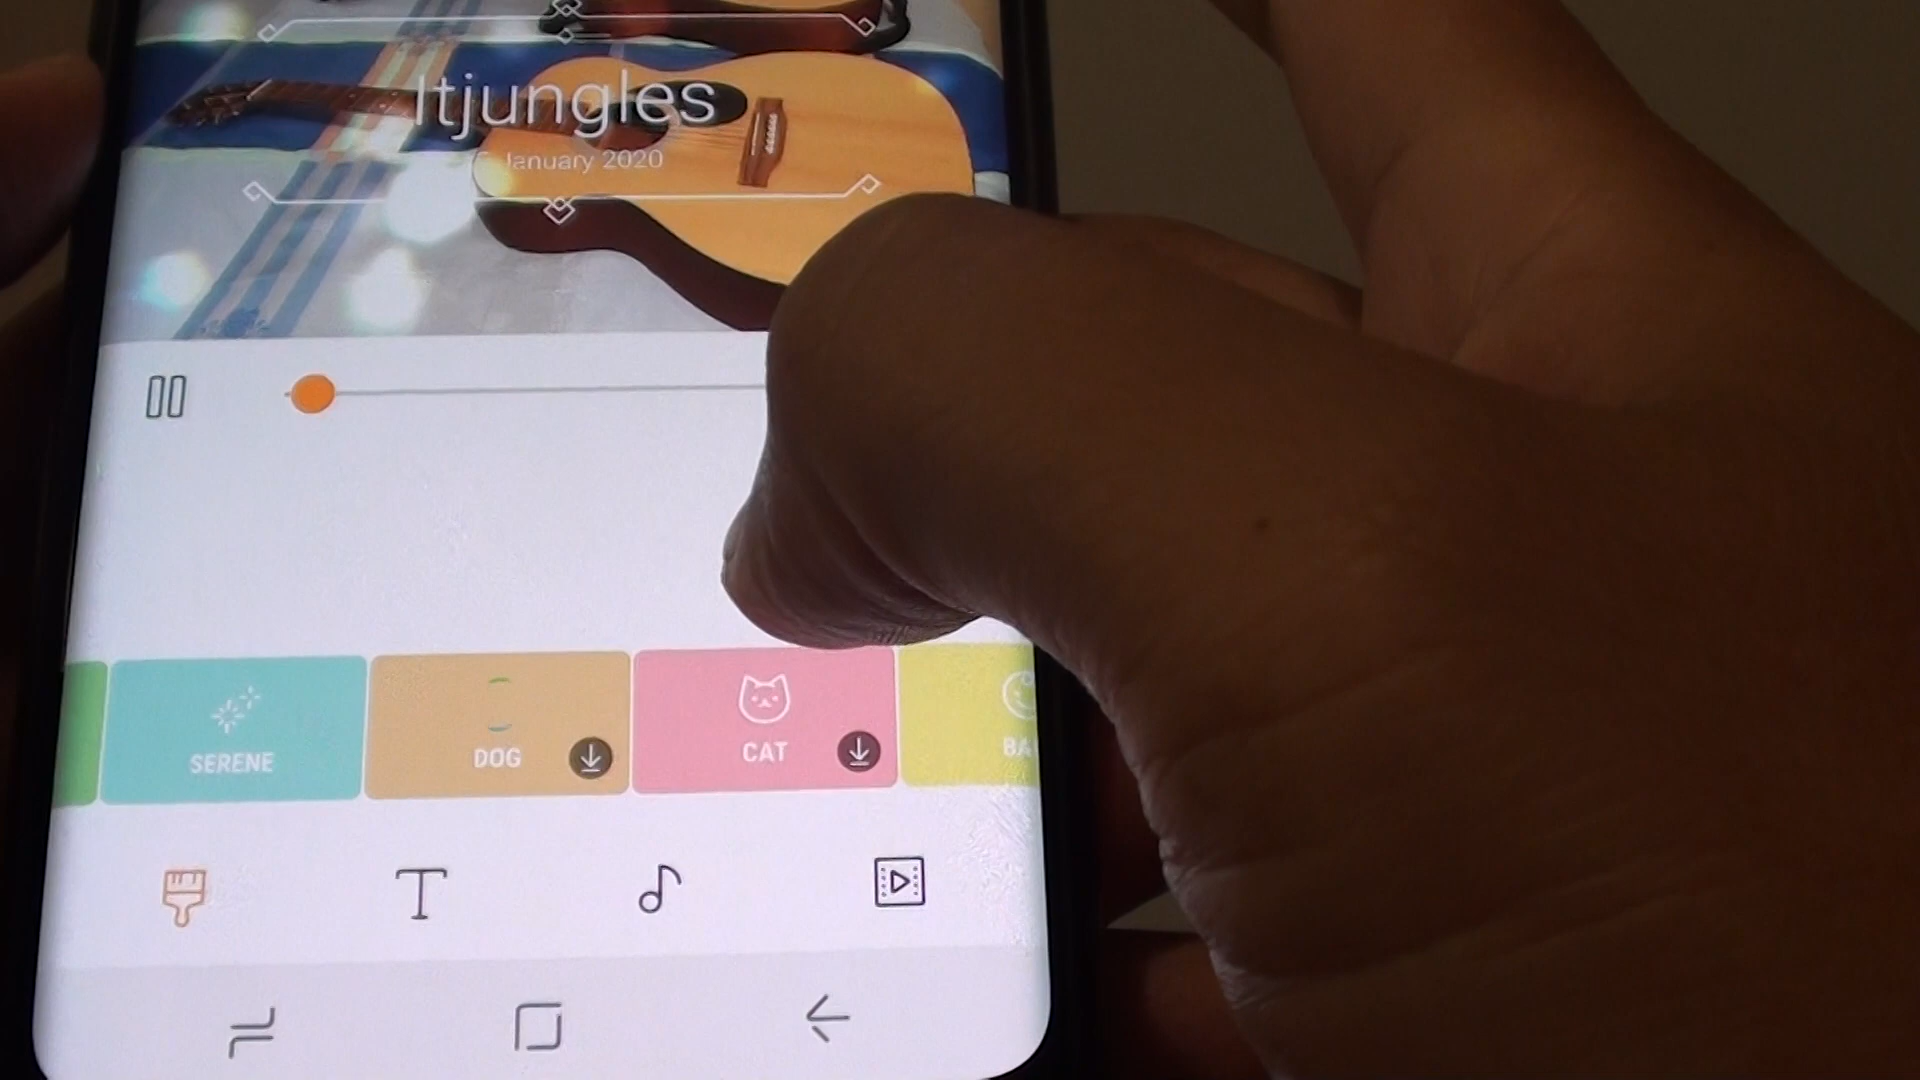 Itjungles
January 2020
SERENE
DOG
CAT